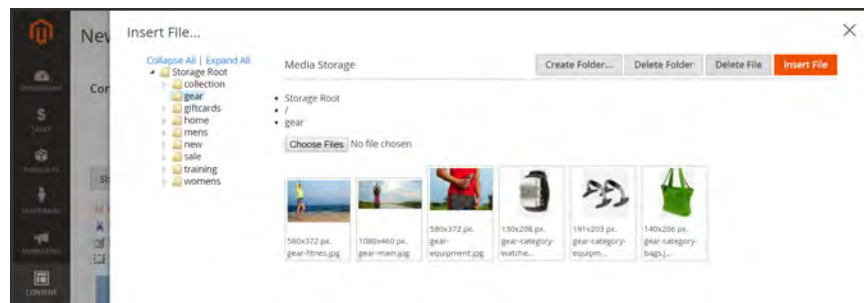 New
Insert File...
Collapse All | Expand All
Storage Root
collection
gear
giftcards
home
mens
new
sale
training
womens
Media Storage
Create Folder...
Delete Folder
Delete File
Insert File
Storage Root
/
gear
Choose Files No file chosen
580x372 px.
gear-fitnes.jpg
1080x460 px.
gear-main.jpg
580x372 px.
gear-
equipment.jpg
130x206 px.
gear-category-
watche...
191x203 px.
gear-category-
equipm...
140x206 px.
gear-category-
bags.j...
DASHBOARD
Con
$
SALES
PRODUCTS
CUSTOMERS
MARKETING
CONTENT